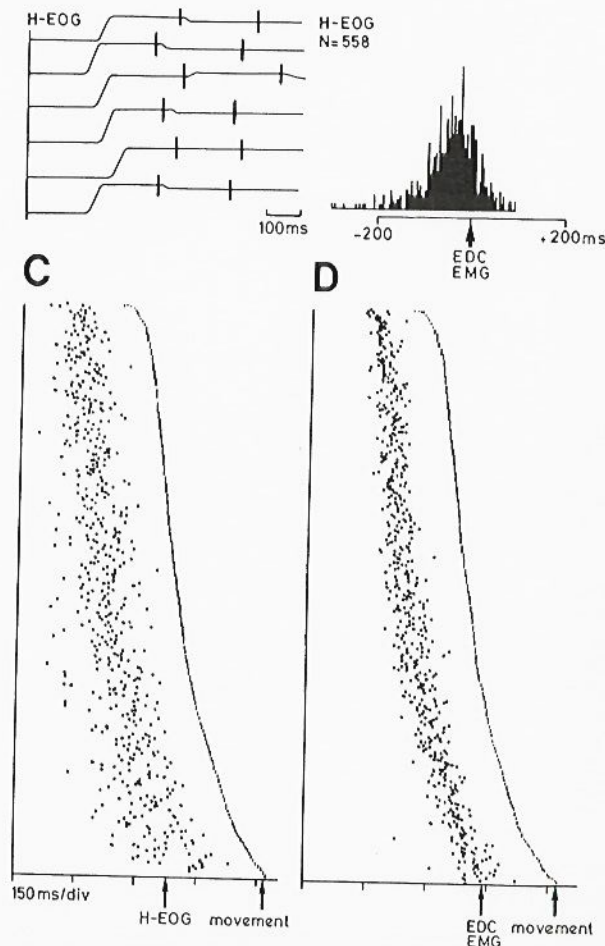 H-EOG
H-EOG
N=558
100ms
-200
+200ms
EDC
EMG
C
D
150ms/div
H-EOG movement
EDC movement
EMG